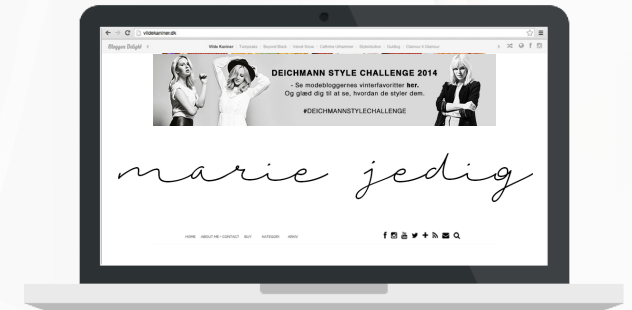 vildekaniner.dk
Bloggers Delight
Vilde Kaniner
DEICHMANN STYLE CHALLENGE 2014
- Se modebloggernes vinterfavoritter her.
Og glæd dig til at se, hvordan de styler dem.
#DEICHMANNSTYLECHALLENGE
marie jedig
HOME ABOUT ME + CONTACT BUY KATEGORI ARKIV